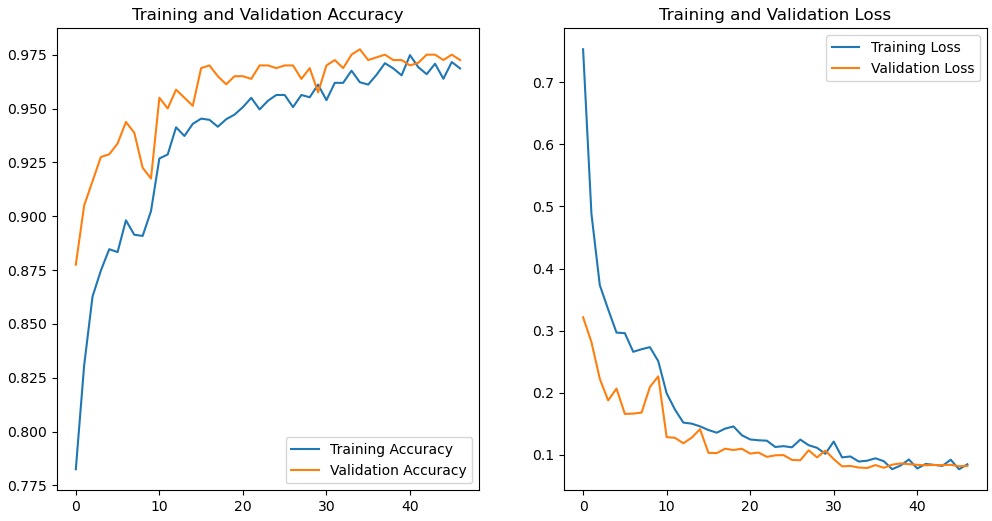 Training and Validation Accuracy
0.975
0.950
0.925
0.900
0.875
0.850
0.825
0.800
0.775
0 10 20 30 40
Training Accuracy
Validation Accuracy
Training and Validation Loss
0.7
0.6
0.5
0.4
0.3
0.2
0.1
0 10 20 30 40
Training Loss
Validation Loss